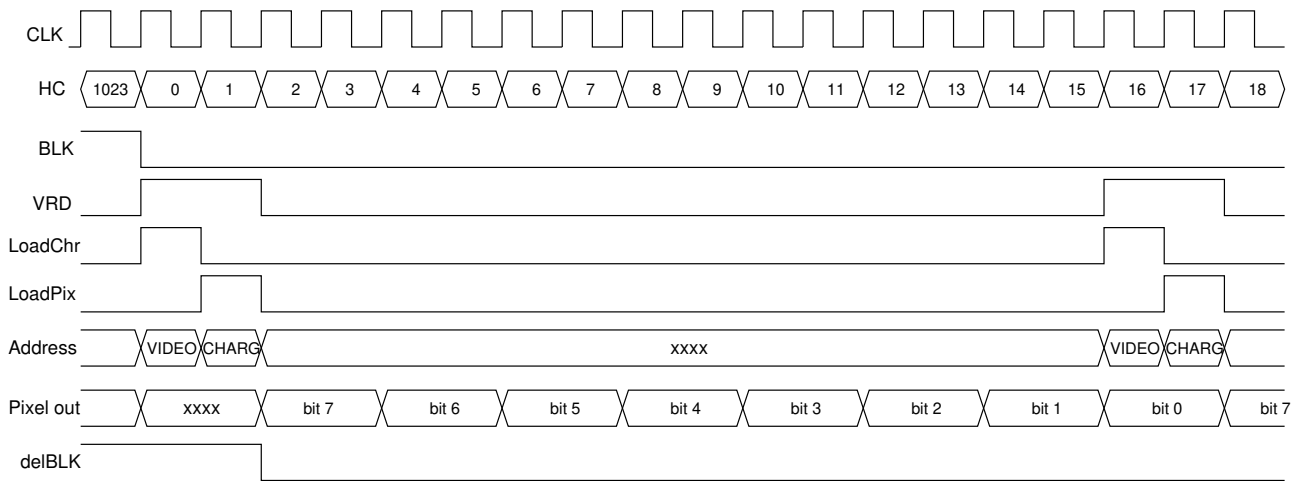 CLK
HC 1023 0 1 2 3 4 5 6 7 8 9 10 11 12 13 14 15 16 17 18
BLK
VRD
LoadChr
LoadPix
Address VIDEO CHARG xxxx VIDEO CHARG
Pixel out xxxx bit 7 bit 6 bit 5 bit 4 bit 3 bit 2 bit 1 bit 0 bit 7
delBLK